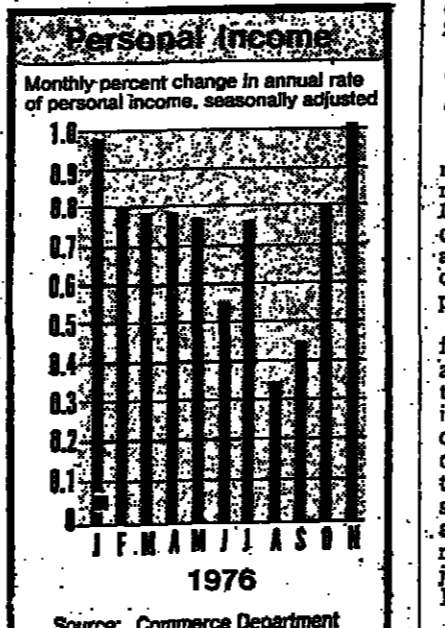 Personal Income
Monthly percent change in annual rate
of personal income, seasonally adjusted
1.0
0.9
0.8
0.7
0.6
0.5
0.4
0.3
0.2
0.1
0
J F M A M J J A S O N
1976
Source: Commerce Department